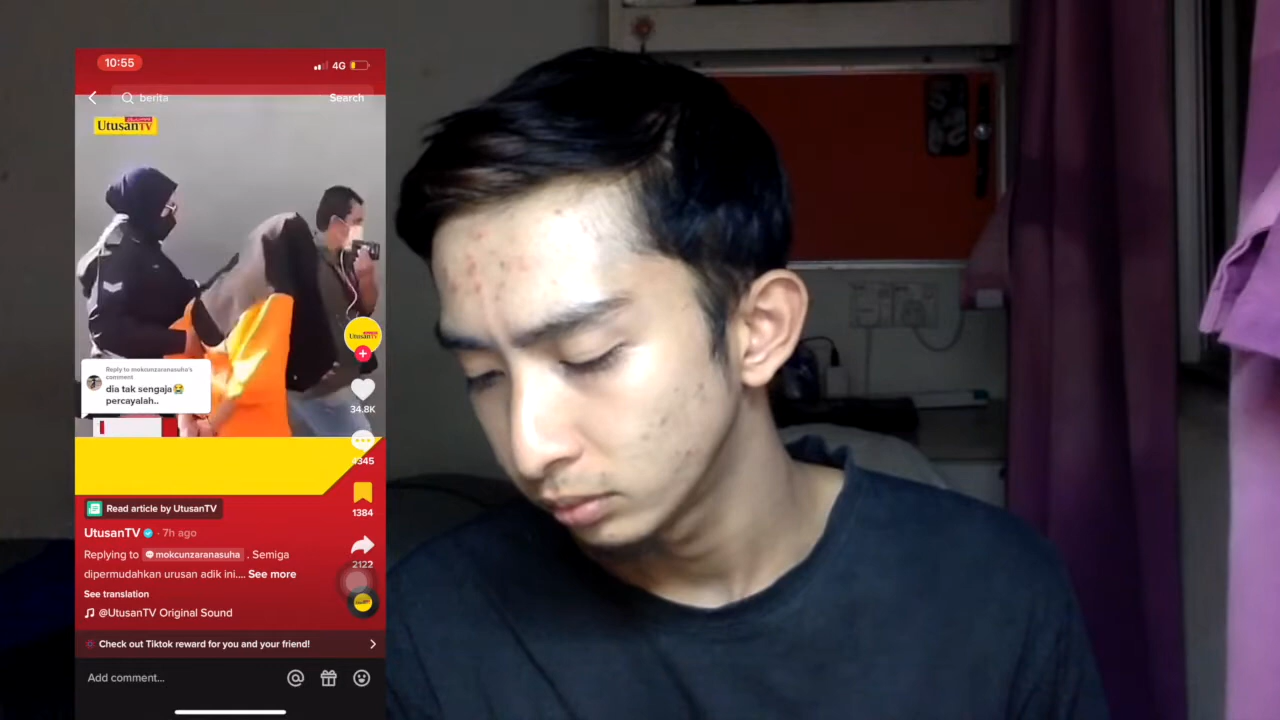 10:55
4G
berita
Search
UtusanTV
UtusanTV
Reply to mokcunzaranasuha's
comment
dia tak sengaja😭
percayalah..
34.8K
4345
1384
Read article by UtusanTV
UtusanTV · 7h ago
2122
Replying to mokcunzaranasuha . Semiga
dipermudahkan urusan adik ini.... See more
See translation
@UtusanTV Original Sound
Check out Tiktok reward for you and your friend!
Add comment...